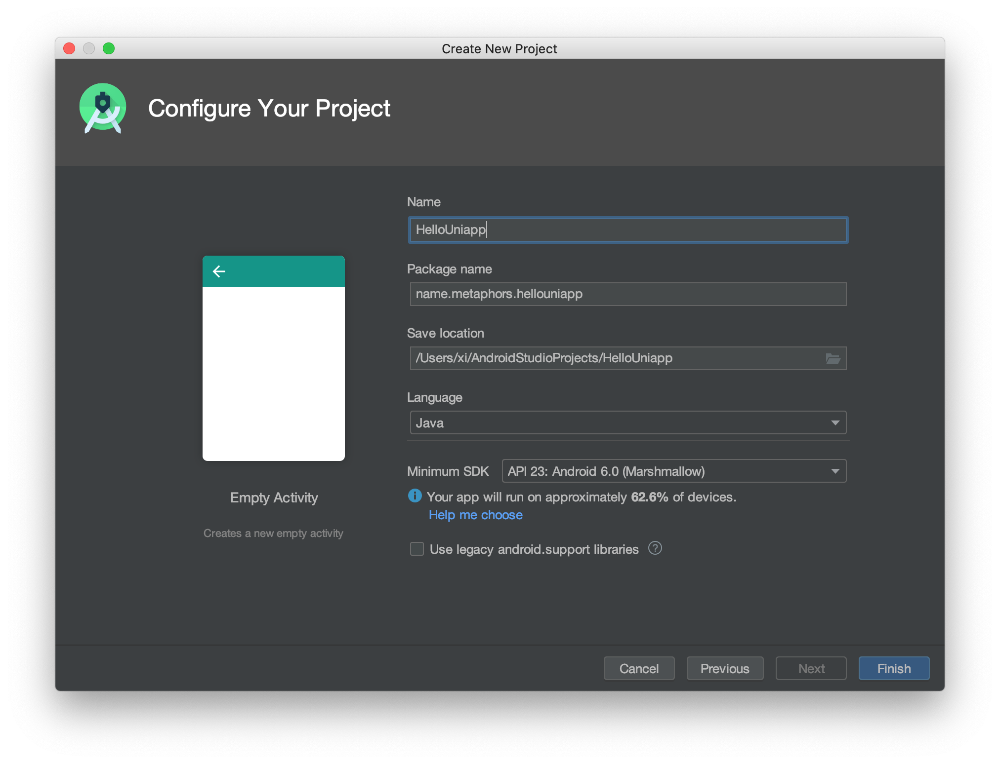 Create New Project
Configure Your Project
Name
HelloUniapp
Package name
name.metaphors.hellouniapp
Save location
/Users/xi/AndroidStudioProjects/HelloUniapp
Language
Java
Minimum SDK API 23: Android 6.0 (Marshmallow)
Your app will run on approximately 62.6% of devices.
Help me choose
Use legacy android.support libraries ?
Empty Activity
Creates a new empty activity
Cancel Previous Next Finish